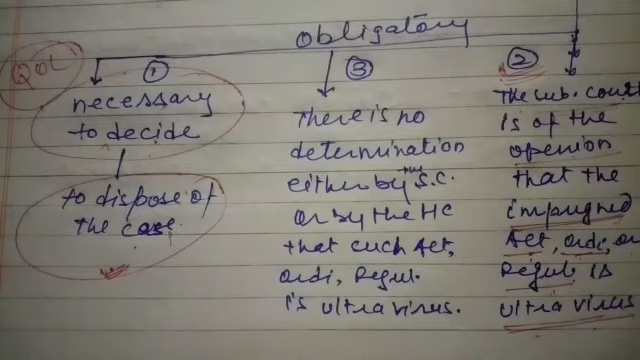 obligatory
QOL
①
necessary
to decide
to dispose of
the case
③
There is no
determination
either by the S.C.
or by the HC
that such Act,
ordi, Regul.
is ultra virus.
②
The sub. court
is of the
openion
that the
impugned
Act, ordi, or
Regul is
ultra virus